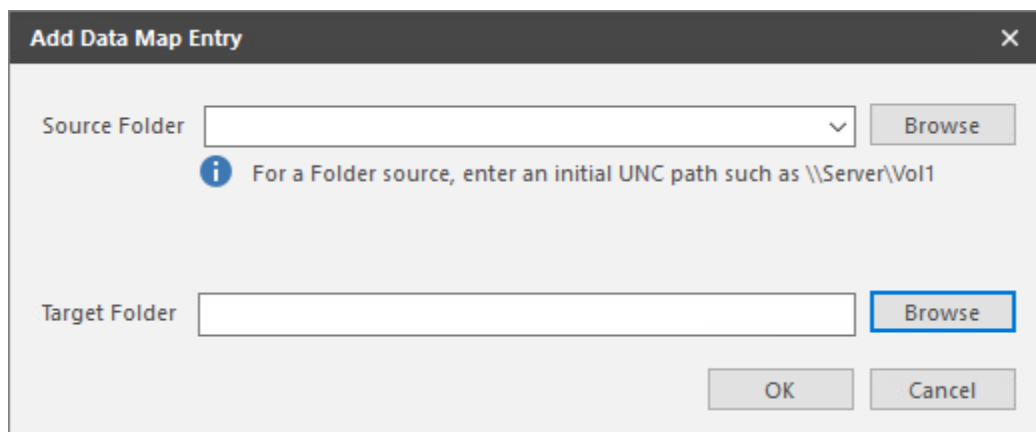 Add Data Map Entry
Source Folder
Browse
For a Folder source, enter an initial UNC path such as \\Server\Vol1
Target Folder
Browse
OK
Cancel